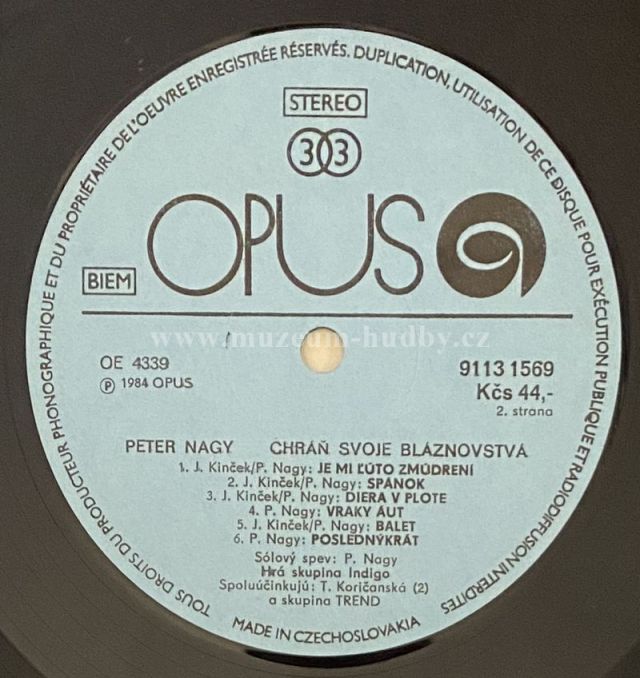 TOUS DROITS DU PRODUCTEUR PHONOGRAPHIQUE ET DU PROPRIÉTAIRE DE L'OEUVRE ENREGISTRÉE RÉSERVÉS. DUPLICATION, UTILISATION DE CE DISQUE POUR EXÉCUTION PUBLIQUE ET RADIODIFFUSION INTERDITES
STEREO
33
OPUS
BIEM
www.muzeum-hudby.cz
OE 4339
9113 1569
Ⓟ 1984 OPUS
Kčs 44,-
2. strana
PETER NAGY CHRÁŇ SVOJE BLÁZNOVSTVÁ
1. J. Kinček/P. Nagy: JE MI ĽÚTO ZMÚDRENÍ
2. J. Kinček/P. Nagy: SPÁNOK
3. J. Kinček/P. Nagy: DIERA V PLOTE
4. P. Nagy: VRAKY ÁUT
5. J. Kinček/P. Nagy: BALET
6. P. Nagy: POSLEDNÝKRÁT
Sólový spev: P. Nagy
Hrá skupina Indigo
Spoluúčinkujú: T. Koričanská (2)
a skupina TREND
MADE IN CZECHOSLOVAKIA